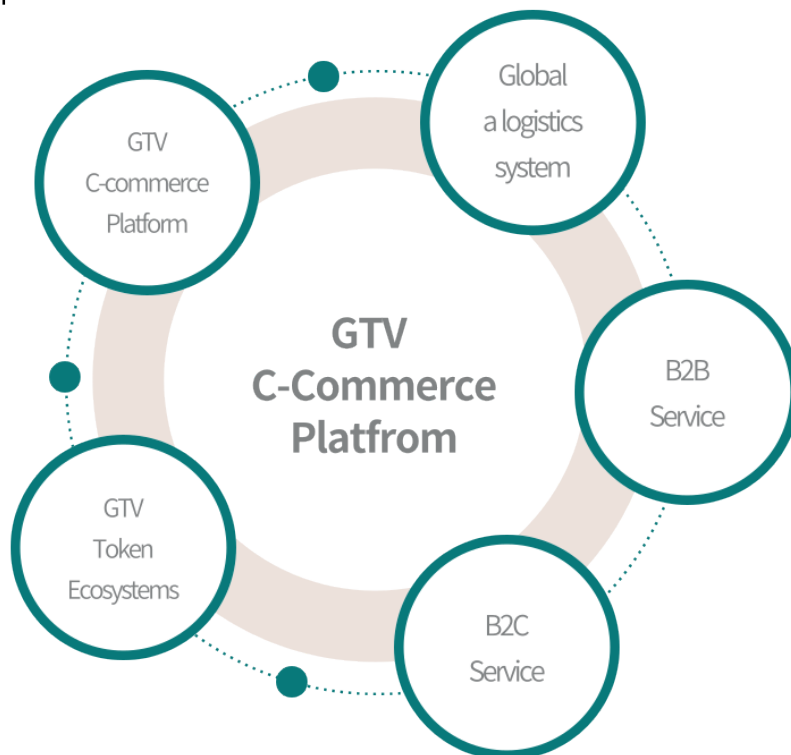 GTV
C-commerce
Platform
Global
a logistics
system
GTV
C-Commerce
Platfrom
B2B
Service
GTV
Token
Ecosystems
B2C
Service